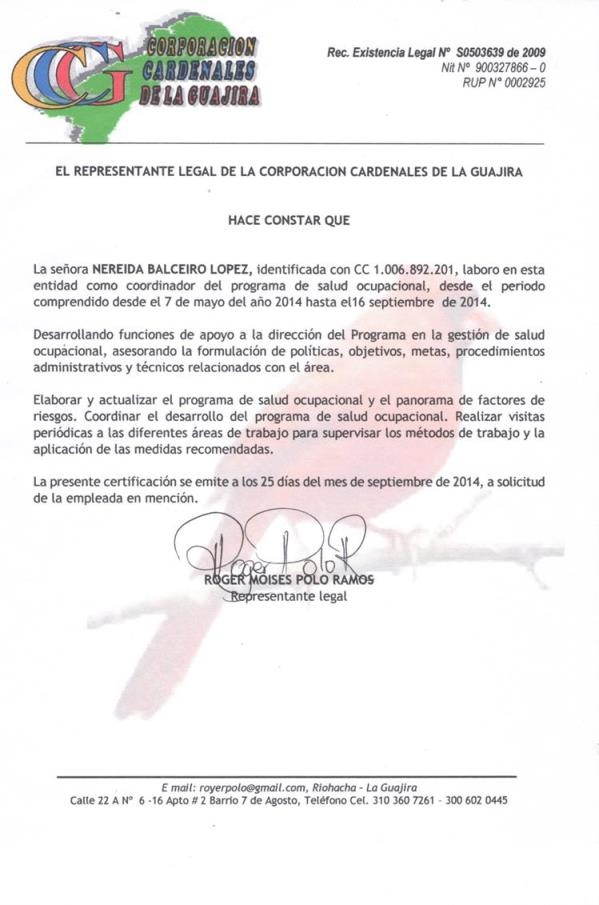 CCG
CORPORACION
CARDENALES
DE LA GUAJIRA
Rec. Existencia Legal Nº S0503639 de 2009
Nit Nº 900327866 – 0
RUP N° 0002925
EL REPRESENTANTE LEGAL DE LA CORPORACION CARDENALES DE LA GUAJIRA
HACE CONSTAR QUE
La señora NEREIDA BALCEIRO LOPEZ, identificada con CC 1.006.892.201, laboro en esta
entidad como coordinador del programa de salud ocupacional, desde el periodo
comprendido desde el 7 de mayo del año 2014 hasta el16 septiembre de 2014.
Desarrollando funciones de apoyo a la dirección del Programa en la gestión de salud
ocupacional, asesorando la formulación de políticas, objetivos, metas, procedimientos
administrativos y técnicos relacionados con el área.
Elaborar y actualizar el programa de salud ocupacional y el panorama de factores de
riesgos. Coordinar el desarrollo del programa de salud ocupacional. Realizar visitas
periódicas a las diferentes áreas de trabajo para supervisar los métodos de trabajo y la
aplicación de las medidas recomendadas.
La presente certificación se emite a los 25 días del mes de septiembre de 2014, a solicitud
de la empleada en mención.
Roger Polo R
ROGER MOISES POLO RAMOS
Representante legal
E mail: royerpolo@gmail.com, Riohacha - La Guajira
Calle 22 A N° 6 -16 Apto # 2 Barrio 7 de Agosto, Teléfono Cel. 310 360 7261 - 300 602 0445